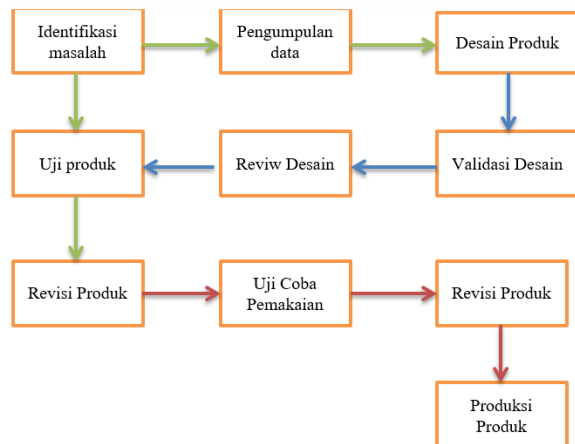 Identifikasi
masalah
Pengumpulan
data
Desain Produk
Uji produk
Reviw Desain
Validasi Desain
Revisi Produk
Uji Coba
Pemakaian
Revisi Produk
Produksi
Produk